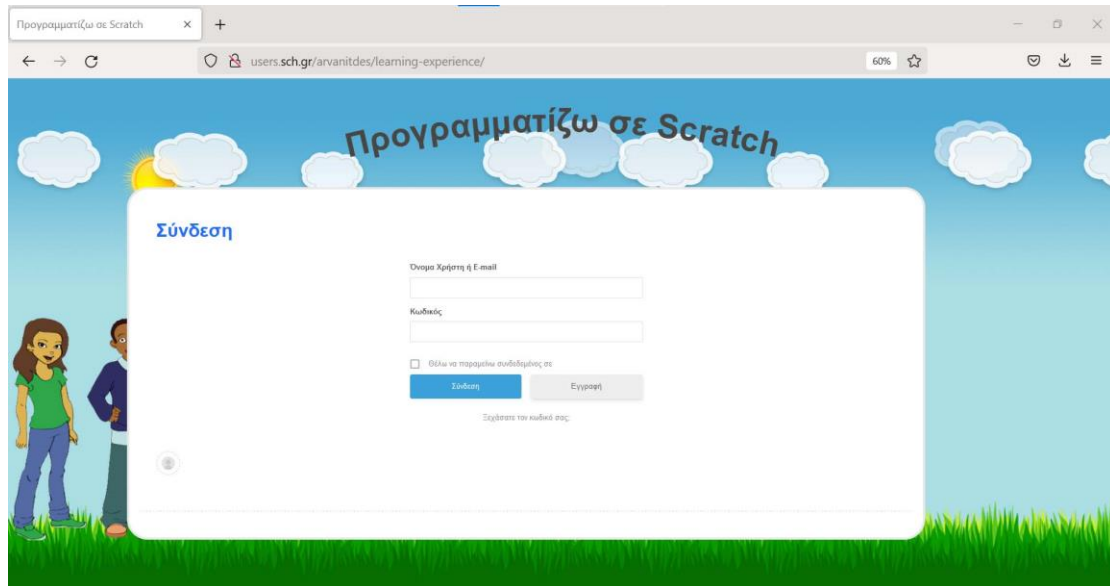 Προγραμματίζω σε Scratch
users.sch.gr/arvanitdes/learning-experience/
60%
Προγραμματίζω σε Scratch
Σύνδεση
Όνομα Χρήστη ή E-mail
Κωδικός
Θέλω να παραμείνω συνδεδεμένος σε
Σύνδεση
Εγγραφή
Ξεχάσατε τον κωδικό σας;